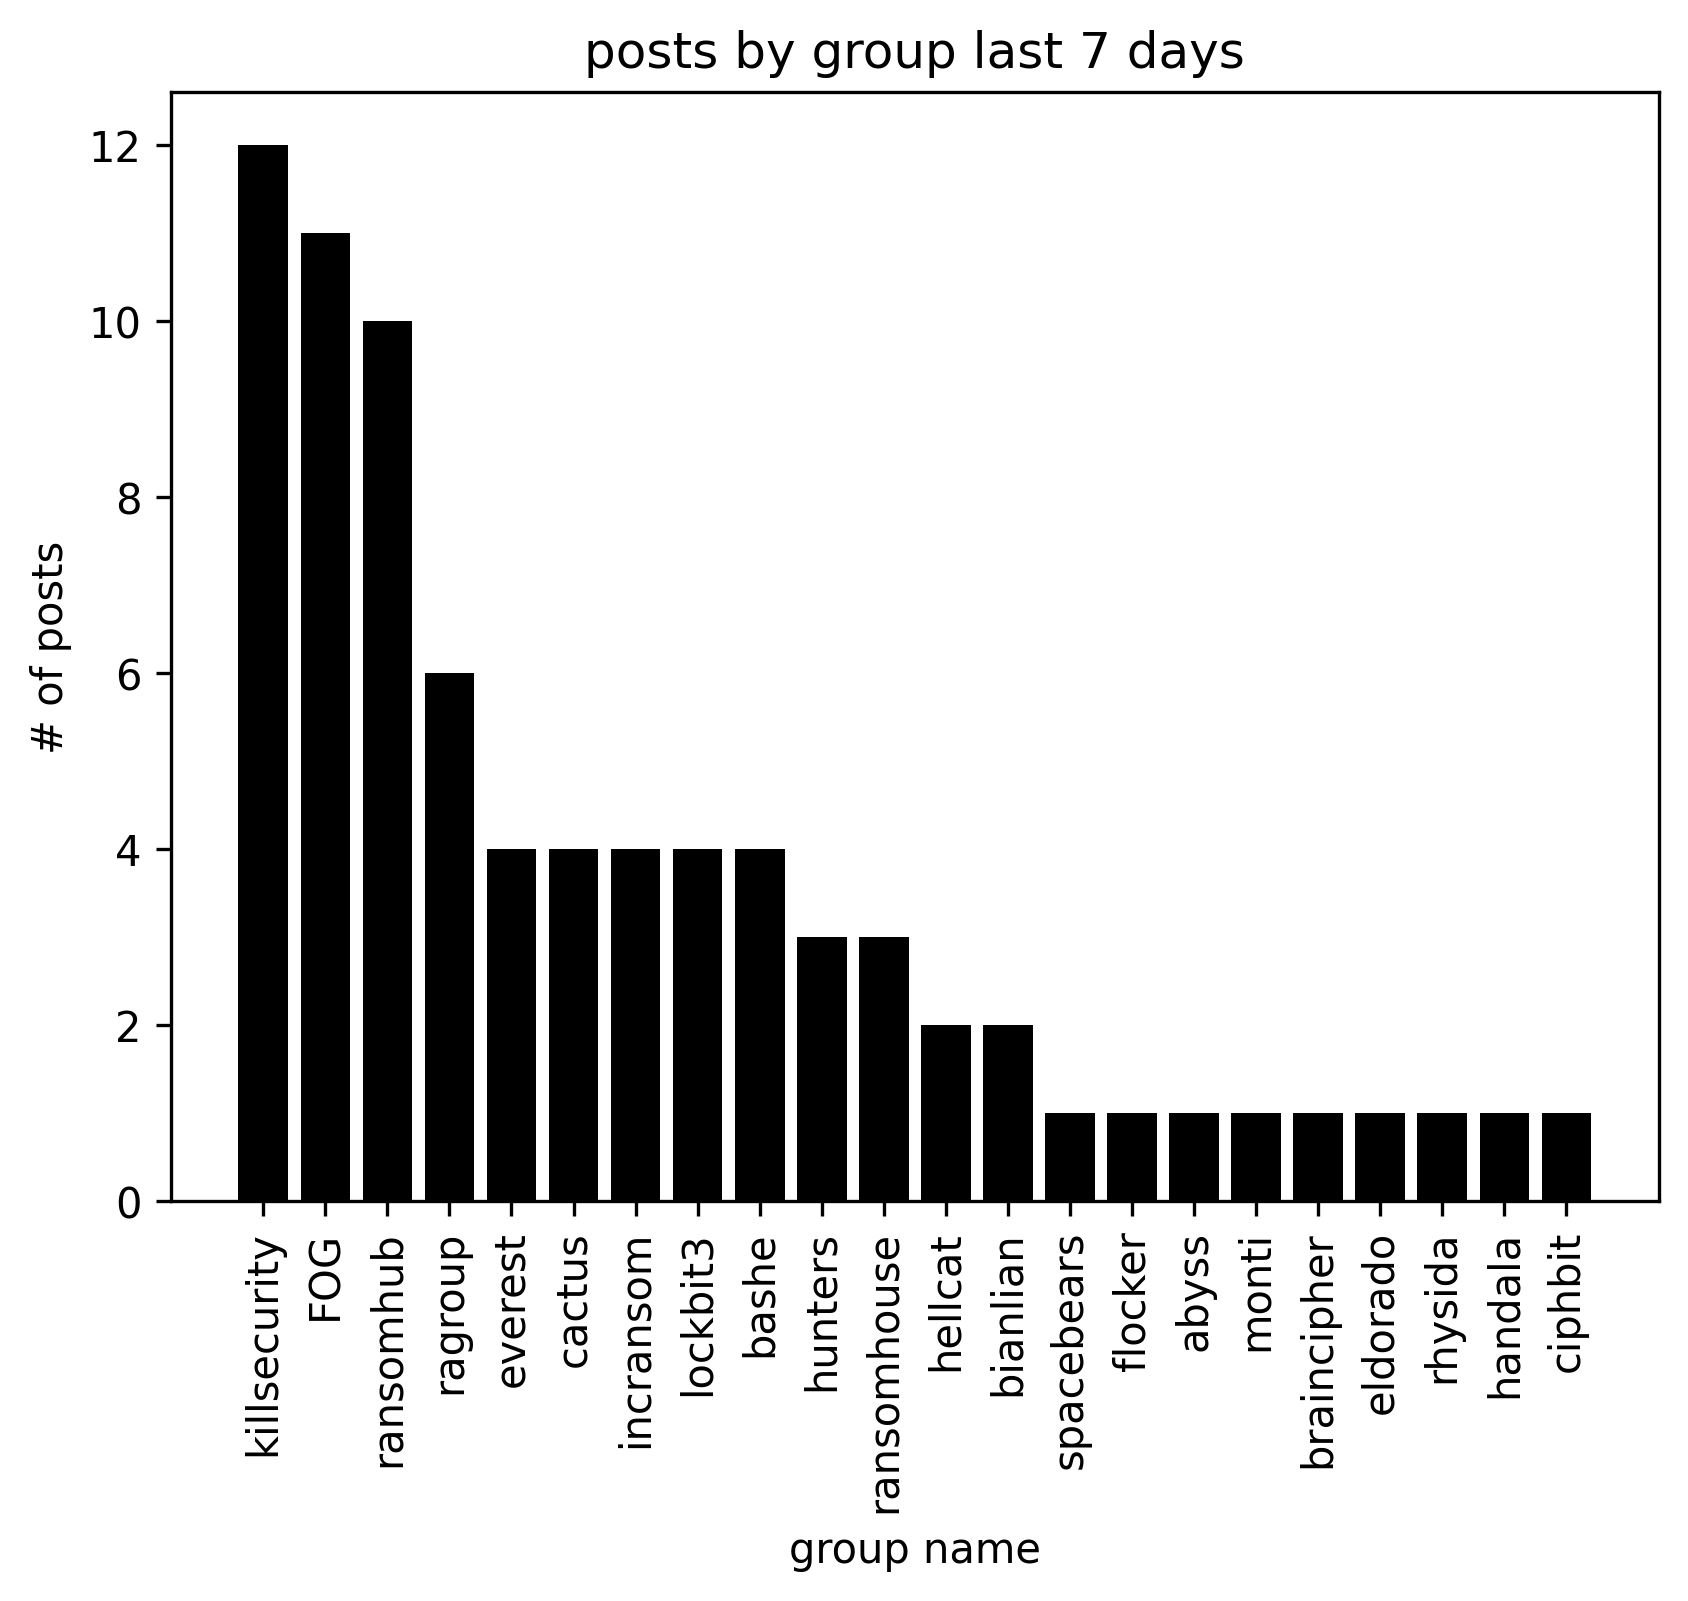 posts by group last 7 days
12
10
8
6
4
2
0
# of posts
killsecurity
FOG
ransomhub
ragroup
everest
cactus
incransom
lockbit3
bashe
hunters
ransomhouse
hellcat
bianlian
spacebears
flocker
abyss
monti
braincipher
eldorado
rhysida
handala
ciphbit
group name